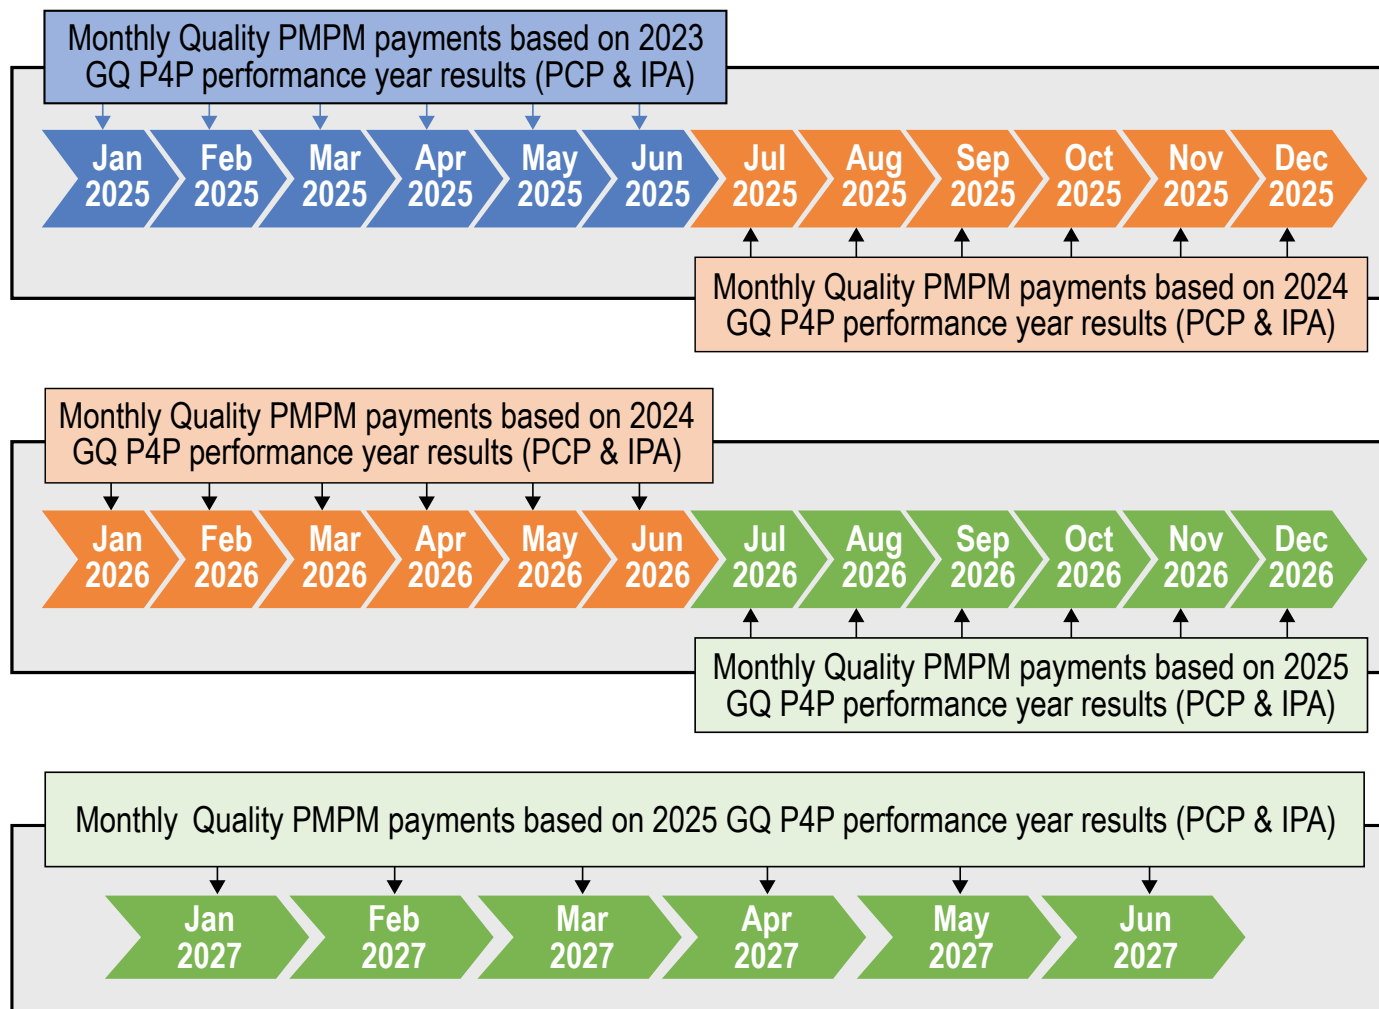 Monthly Quality PMPM payments based on 2023
GQ P4P performance year results (PCP & IPA)
Jan
2025
Feb
2025
Mar
2025
Apr
2025
May
2025
Jun
2025
Jul
2025
Aug
2025
Sep
2025
Oct
2025
Nov
2025
Dec
2025
Monthly Quality PMPM payments based on 2024
GQ P4P performance year results (PCP & IPA)
Monthly Quality PMPM payments based on 2024
GQ P4P performance year results (PCP & IPA)
Jan
2026
Feb
2026
Mar
2026
Apr
2026
May
2026
Jun
2026
Jul
2026
Aug
2026
Sep
2026
Oct
2026
Nov
2026
Dec
2026
Monthly Quality PMPM payments based on 2025
GQ P4P performance year results (PCP & IPA)
Monthly Quality PMPM payments based on 2025 GQ P4P performance year results (PCP & IPA)
Jan
2027
Feb
2027
Mar
2027
Apr
2027
May
2027
Jun
2027